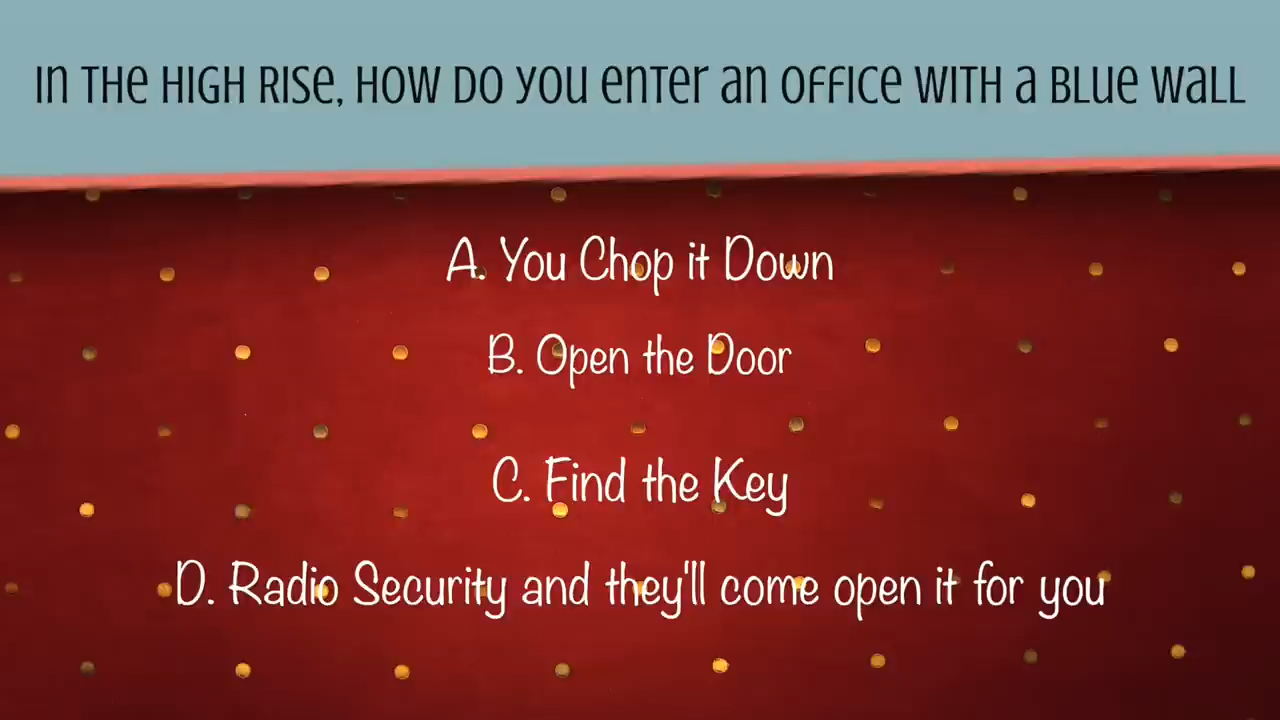 In the High Rise, how do you enter an office with a blue wall
A. You Chop it Down
B. Open the Door
C. Find the Key
D. Radio Security and they'll come open it for you